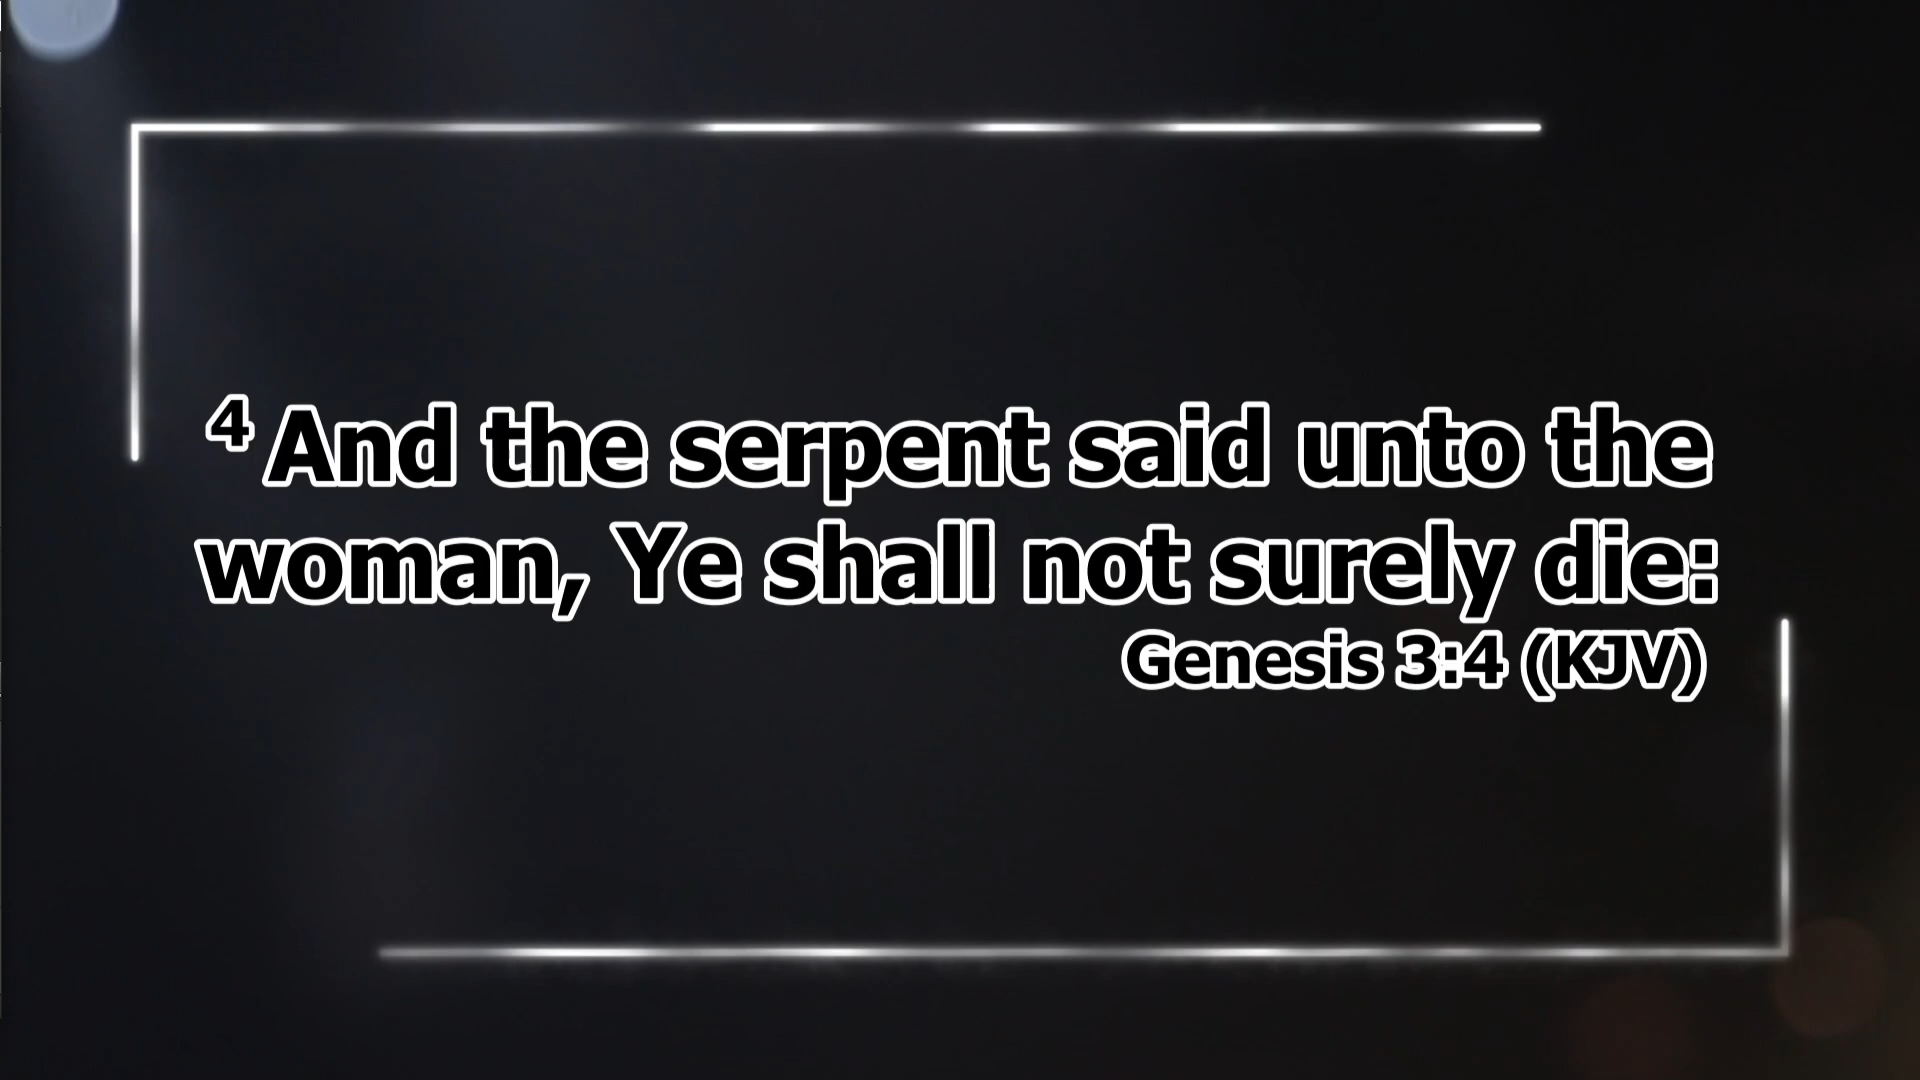 4 And the serpent said unto the
woman, Ye shall not surely die:
Genesis 3:4 (KJV)